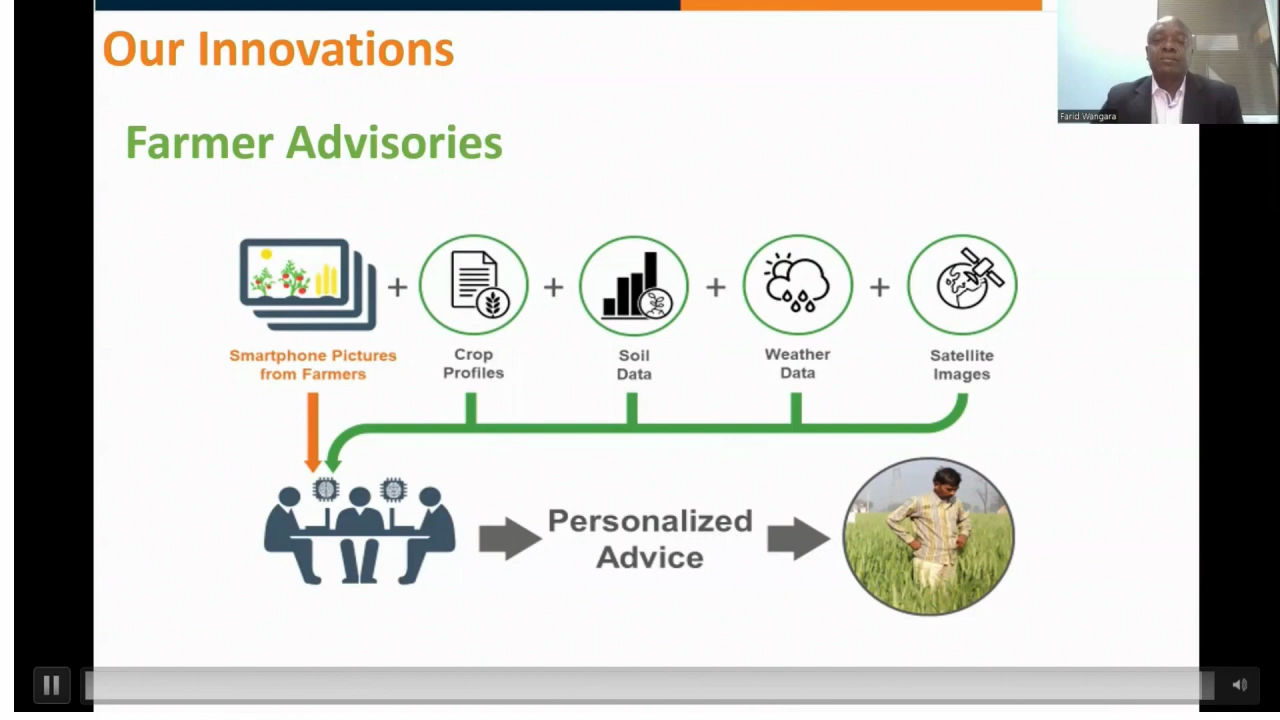 Our Innovations
Farid Wangara
Farmer Advisories
+ + + +
Smartphone Pictures
from Farmers
Crop
Profiles
Soil
Data
Weather
Data
Satellite
Images
Personalized
Advice